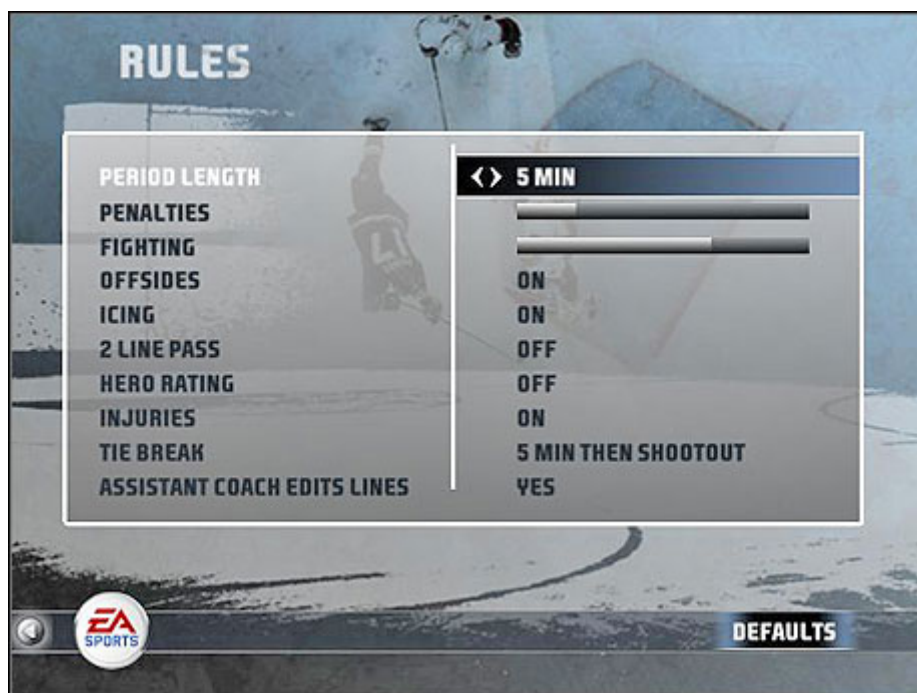 RULES
PERIOD LENGTH 5 MIN
PENALTIES
FIGHTING
OFFSIDES ON
ICING ON
2 LINE PASS OFF
HERO RATING OFF
INJURIES ON
TIE BREAK 5 MIN THEN SHOOTOUT
ASSISTANT COACH EDITS LINES YES
EA
SPORTS
DEFAULTS